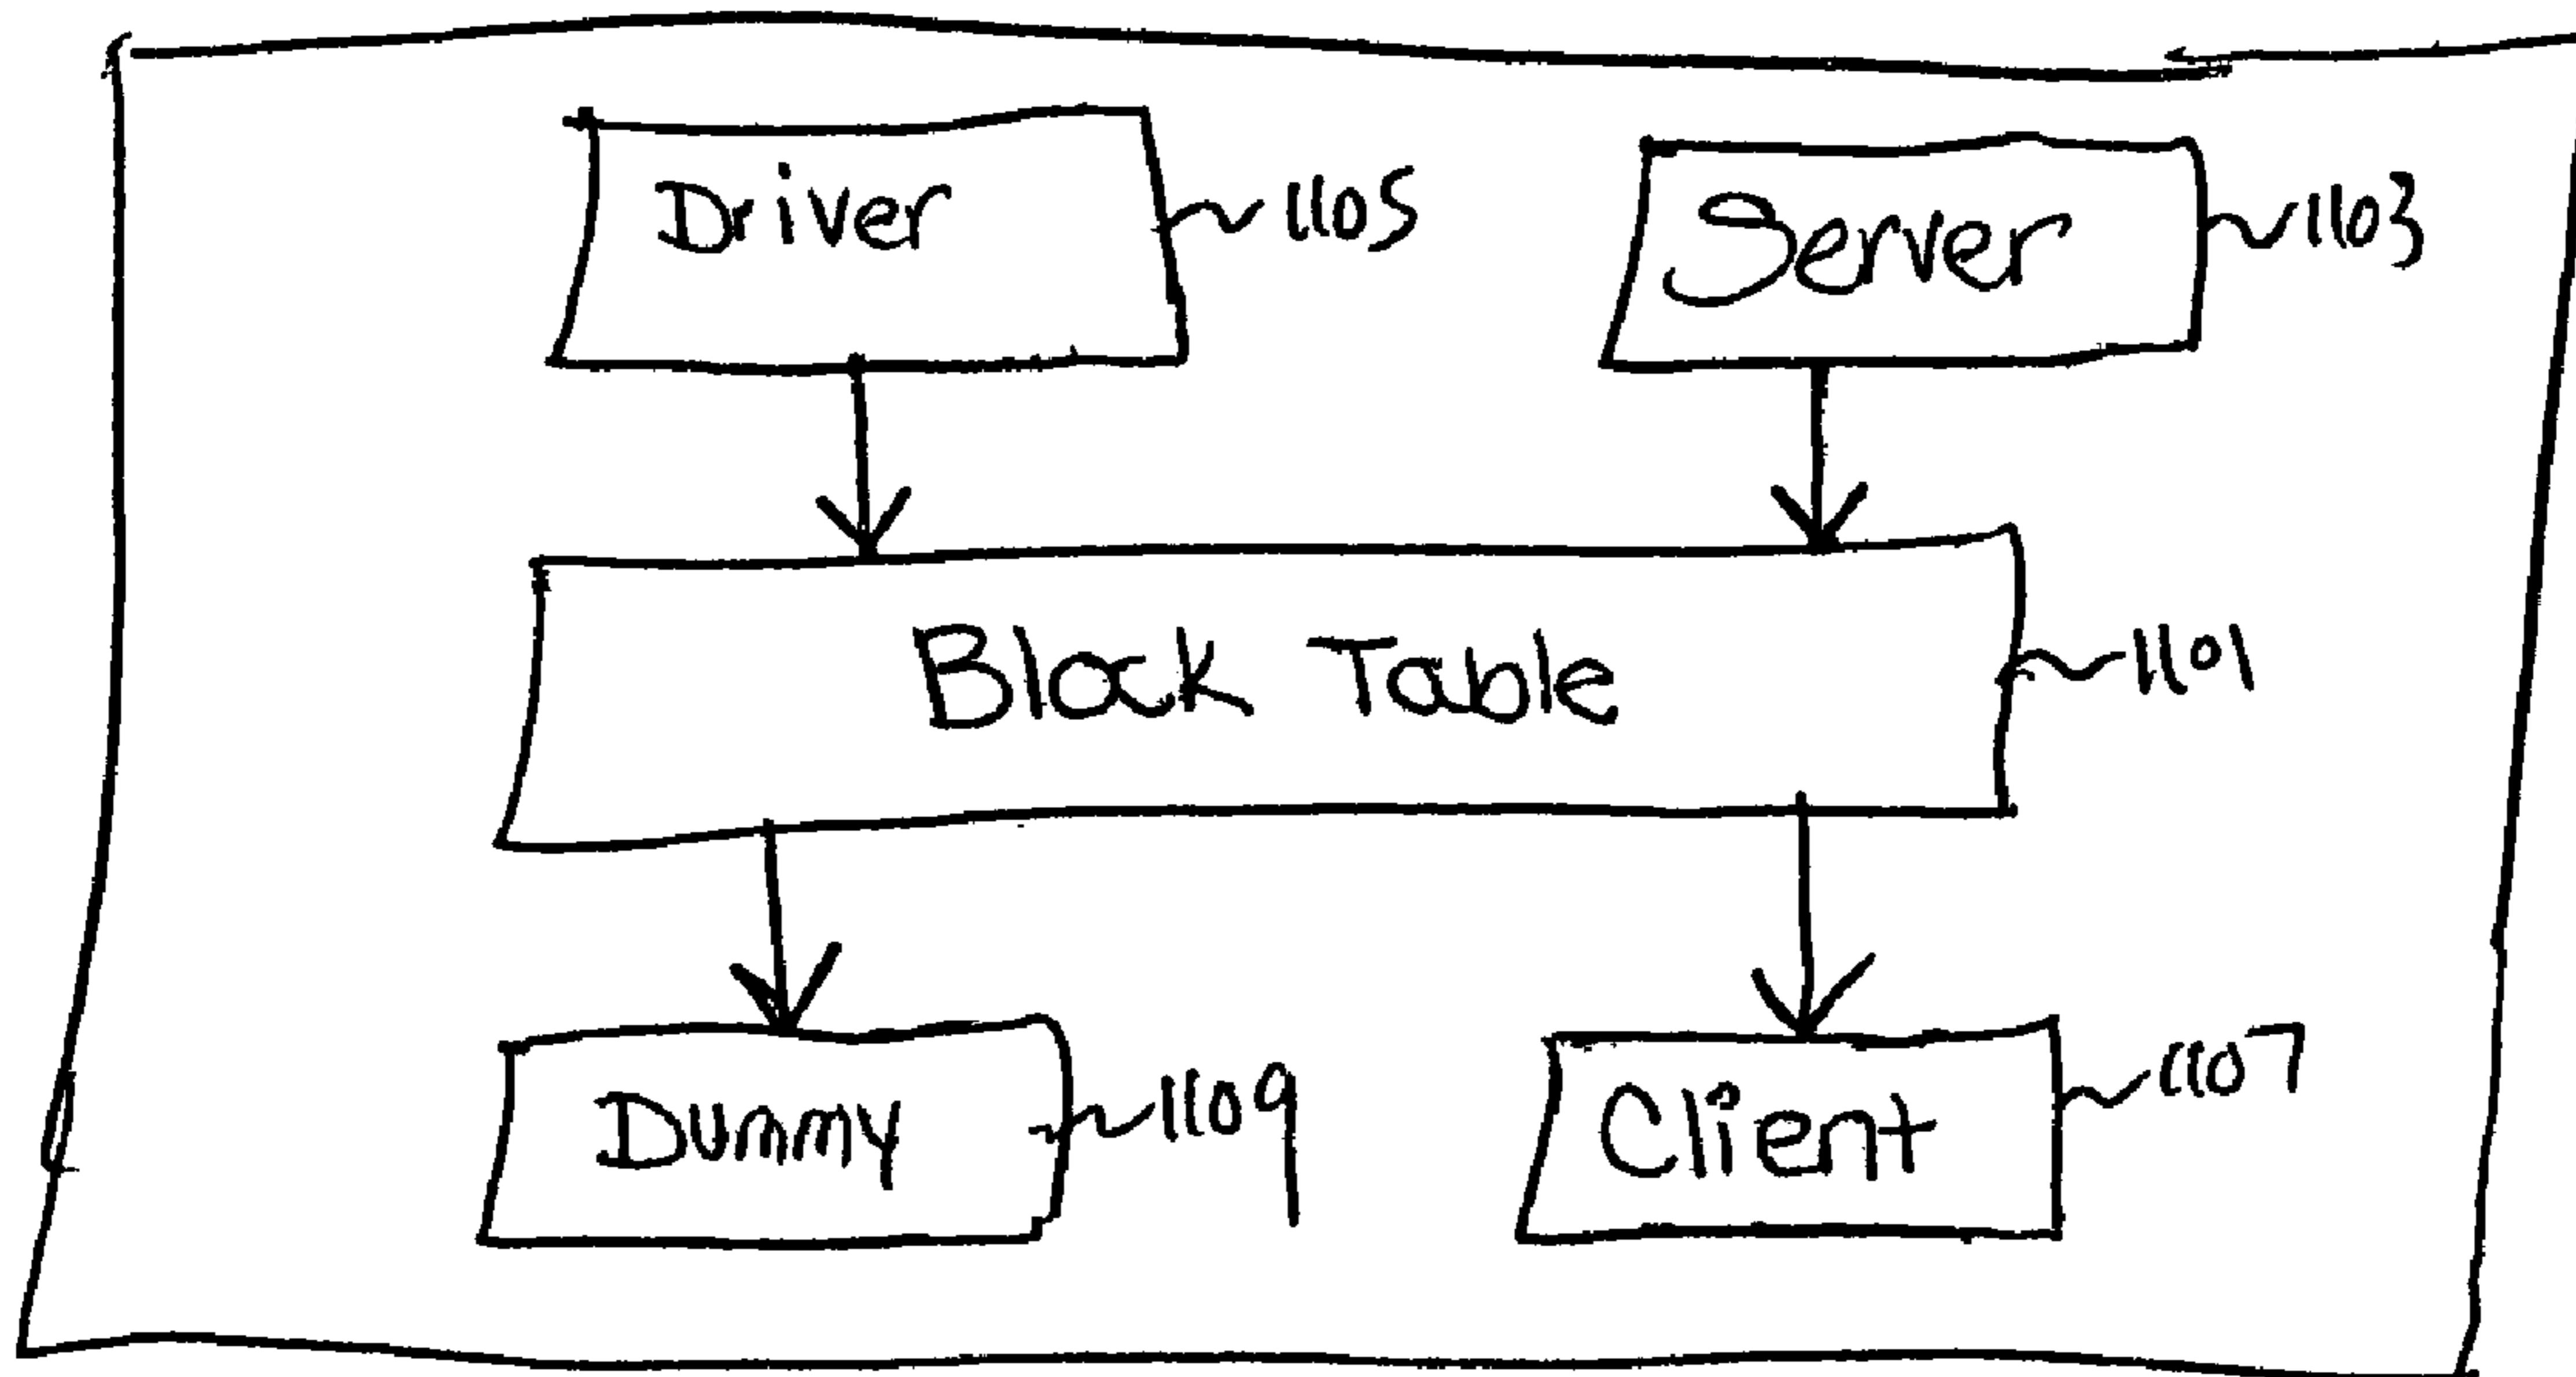 Driver 1105 Server 1103
Block Table 1101
Dummy 1109 Client 1107